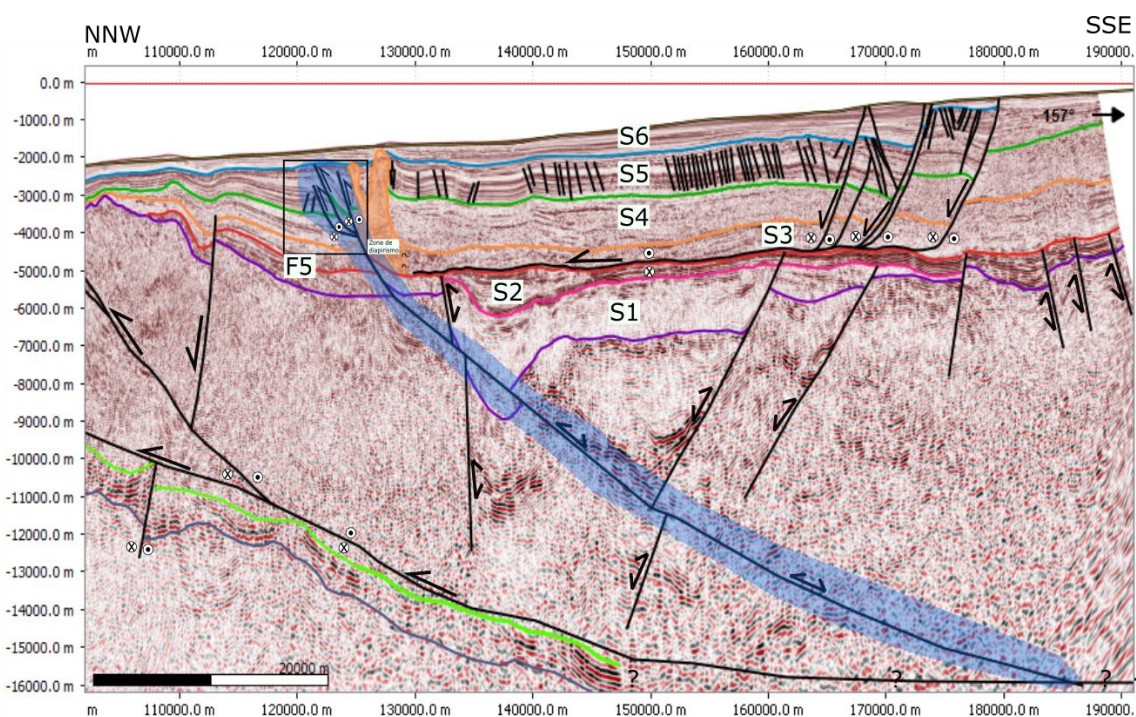 NNW
SSE
m 110000.0 m 120000.0 m 130000.0 m 140000.0 m 150000.0 m 160000.0 m 170000.0 m 180000.0 m 190000.
0.0 m
-1000.0 m
-2000.0 m
-3000.0 m
-4000.0 m
-5000.0 m
-6000.0 m
-7000.0 m
-8000.0 m
-9000.0 m
-10000.0 m
-11000.0 m
-12000.0 m
-13000.0 m
-14000.0 m
-15000.0 m
-16000.0 m
157°
S6
S5
S4
S3
Zona de
diapirismo
F5
S2
S1
20000 m
? ? ?
m 110000.0 m 120000.0 m 130000.0 m 140000.0 m 150000.0 m 160000.0 m 170000.0 m 180000.0 m 190000.